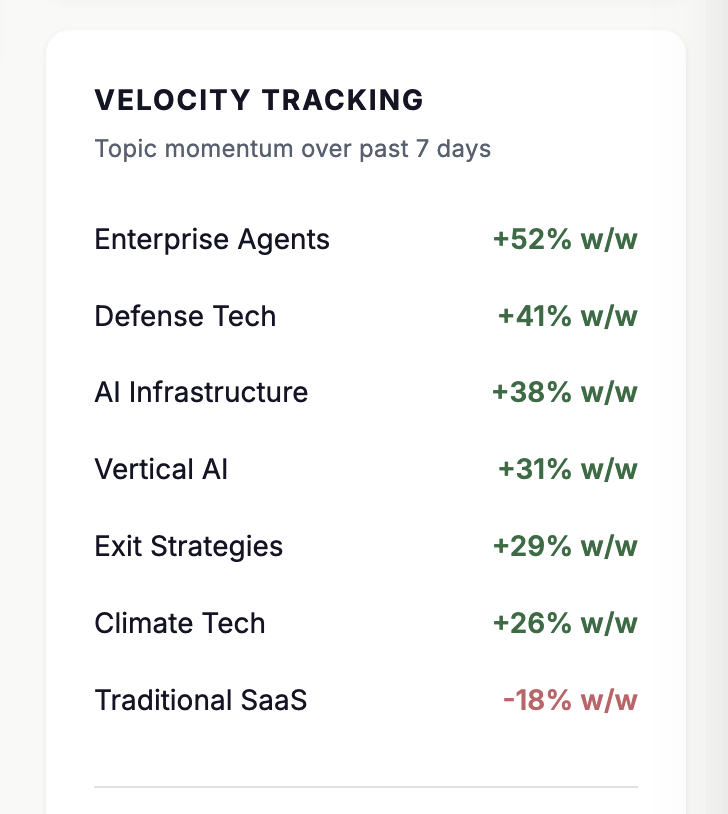 VELOCITY TRACKING
Topic momentum over past 7 days
Enterprise Agents +52% w/w
Defense Tech +41% w/w
AI Infrastructure +38% w/w
Vertical AI +31% w/w
Exit Strategies +29% w/w
Climate Tech +26% w/w
Traditional SaaS -18% w/w